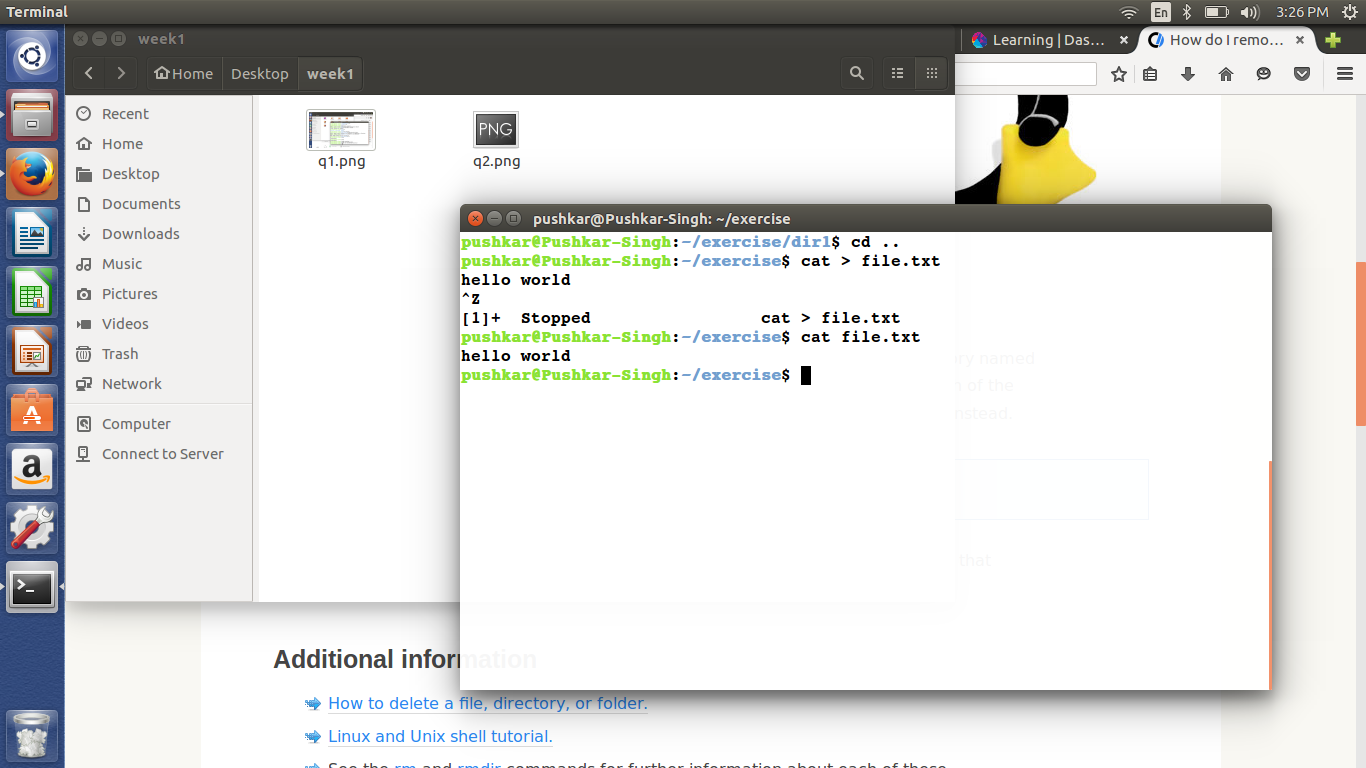 Terminal
En
3:26 PM
week1
Learning | Das...
How do I remo...
Home
Desktop
week1
Recent
Home
Desktop
Documents
Downloads
Music
Pictures
Videos
Trash
Network
Computer
Connect to Server
PNG
q1.png
q2.png
pushkar@Pushkar-Singh: ~/exercise
pushkar@Pushkar-Singh:~/exercise/dir1$ cd ..
pushkar@Pushkar-Singh:~/exercise$ cat > file.txt
hello world
^Z
[1]+  Stopped                 cat > file.txt
pushkar@Pushkar-Singh:~/exercise$ cat file.txt
hello world
pushkar@Pushkar-Singh:~/exercise$
named
of the
instead.
that
Additional information
How to delete a file, directory, or folder.
Linux and Unix shell tutorial.
See the rm and rmdir commands for further information about each of these